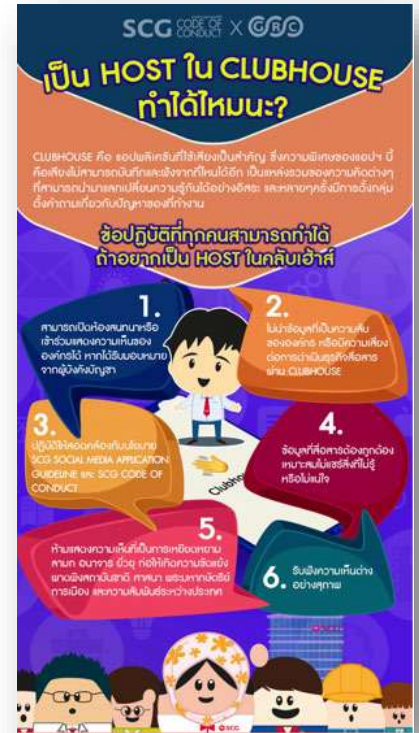 SCG CODE OF CONDUCT X GRC
เป็น HOST ใน CLUBHOUSE
ทำได้ไหมนะ?
CLUBHOUSE คือ แอปพลิเคชันที่ใช้เสียงเป็นสำคัญ ซึ่งความพิเศษของแอปฯ นี้
คือเสียงไม่สามารถบันทึกและฟังจากที่ไหนได้อีก เป็นแหล่งรวมของความคิดต่างๆ
ที่สามารถนำมาแลกเปลี่ยนความรู้กันได้อย่างอิสระ และหลายๆครั้งมีการตั้งกลุ่ม
ตั้งคำถามเกี่ยวกับปัญหาของที่ทำงาน
ข้อปฏิบัติที่ทุกคนสามารถทำได้
ถ้าอยากเป็น HOST ในคลับเฮ้าส์
1.
สามารถเปิดห้องสนทนาหรือ
เข้าร่วมแสดงความเห็นของ
องค์กรได้ หากได้รับมอบหมาย
จากผู้บังคับบัญชา
2.
ไม่นำข้อมูลที่เป็นความลับ
ขององค์กร หรือมีความเสี่ยง
ต่อการดำเนินธุรกิจสื่อสาร
ผ่าน CLUBHOUSE
3.
ปฏิบัติให้สอดคล้องกับนโยบาย
SCG SOCIAL MEDIA APPLICATION
GUIDELINE และ SCG CODE OF
CONDUCT
4.
ข้อมูลที่สื่อสารต้องถูกต้อง
เหมาะสมไม่แชร์สิ่งที่ไม่รู้
หรือไม่แน่ใจ
Clubho
5.
ห้ามแสดงความเห็นที่เป็นการเหยียดหยาม
ลามก อนาจาร ยั่วยุ ก่อให้เกิดความขัดแย้ง
พาดพิงสถาบันชาติ ศาสนา พระมหากษัตริย์
การเมือง และความสัมพันธ์ระหว่างประเทศ
6. รับฟังความเห็นต่าง
อย่างสุภาพ
SCG